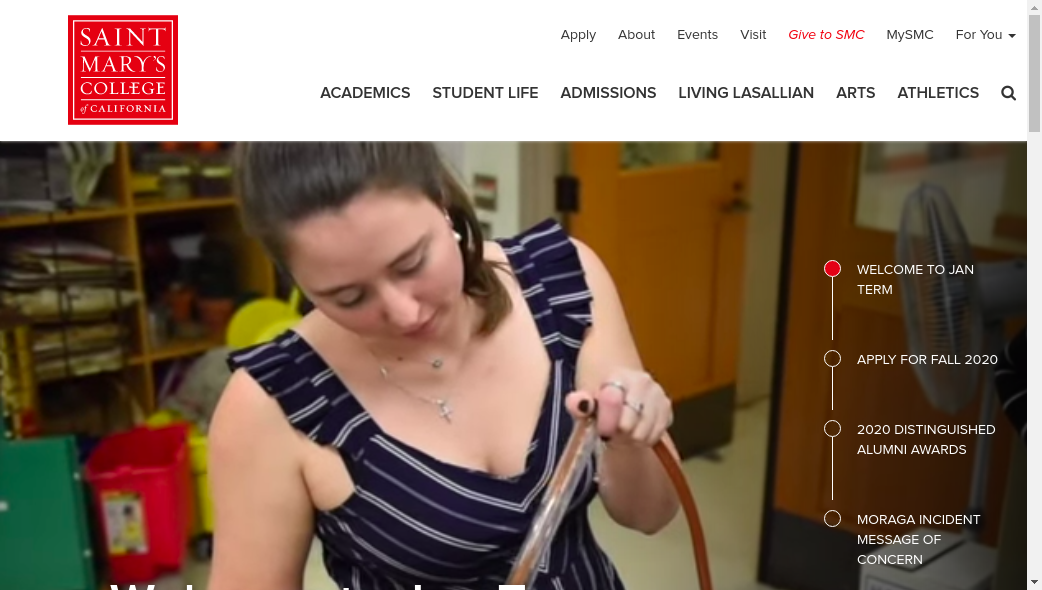 SAINT
MARY'S
COLLEGE
of CALIFORNIA
Apply About Events Visit Give to SMC MySMC For You
ACADEMICS STUDENT LIFE ADMISSIONS LIVING LASALLIAN ARTS ATHLETICS
WELCOME TO JAN
TERM
APPLY FOR FALL 2020
2020 DISTINGUISHED
ALUMNI AWARDS
MORAGA INCIDENT
MESSAGE OF
CONCERN